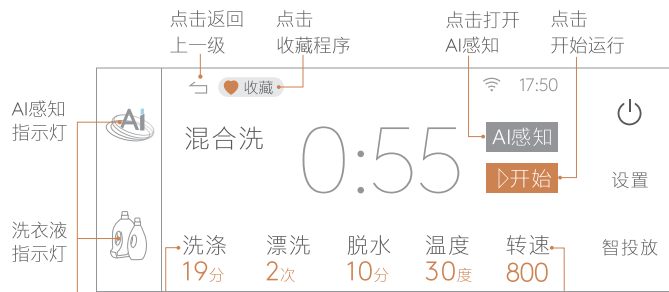 点击返回
上一级
点击
收藏程序
点击打开
AI感知
点击
开始运行
收藏
17:50
AI感知
指示灯
Ai
混合洗
0:55
AI感知
开始
设置
洗衣液
指示灯
智投放
洗涤
漂洗
脱水
温度
转速
19分
2次
10分
30度
800